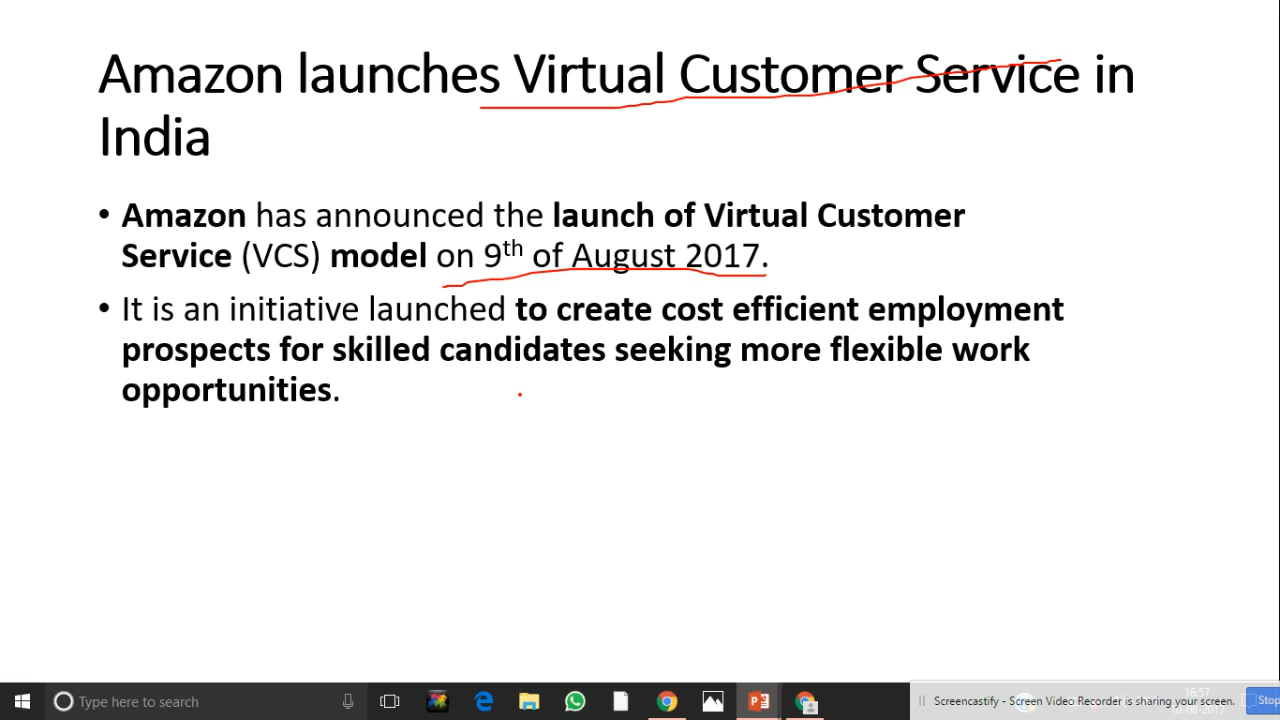 Amazon launches Virtual Customer Service in
India
• Amazon has announced the launch of Virtual Customer
Service (VCS) model on 9th of August 2017.
• It is an initiative launched to create cost efficient employment
prospects for skilled candidates seeking more flexible work
opportunities.
Type here to search
Screencastify - Screen Video Recorder is sharing your screen.
Stop
16:57